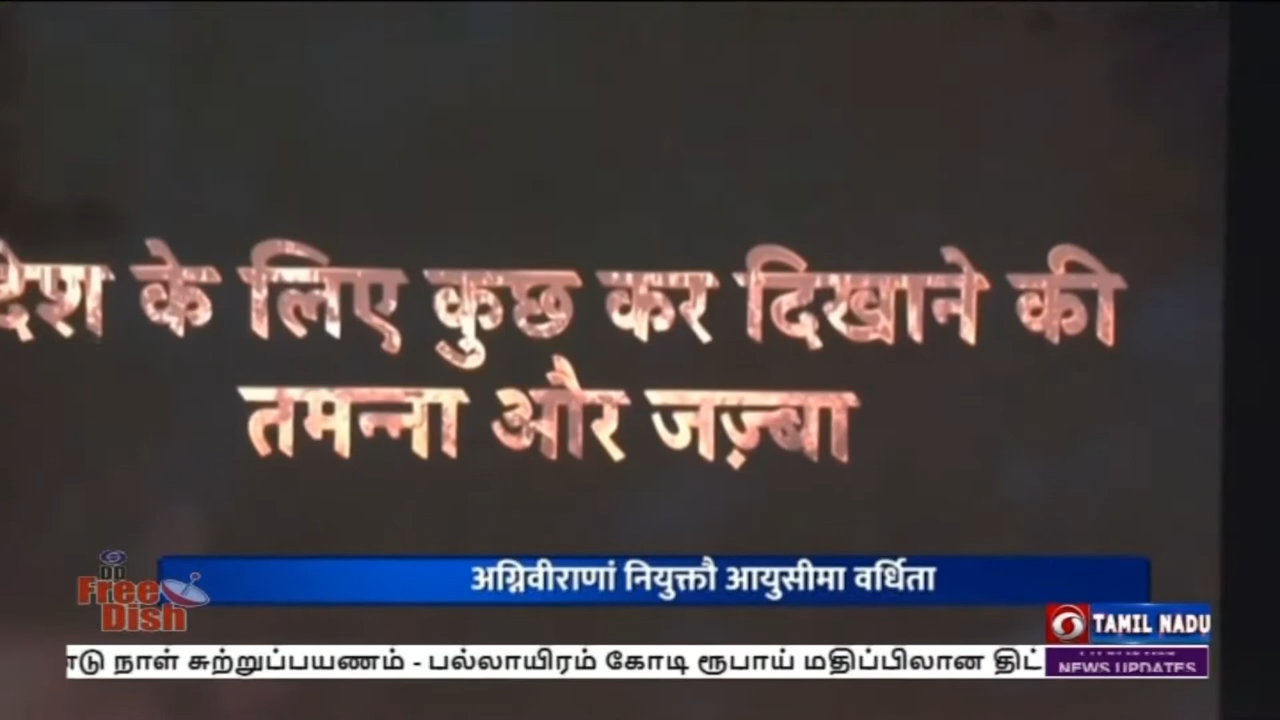 देश के लिए कुछ कर दिखाने की
तमन्ना और जज़्बा
अग्निवीराणां नियुक्तौ आयुसीमा वर्धिता
DD
Free
Dish
TAMIL NADU
டு நாள் சுற்றுப்பயணம் - பல்லாயிரம் கோடி ரூபாய் மதிப்பிலான திட்
NEWS UPDATES